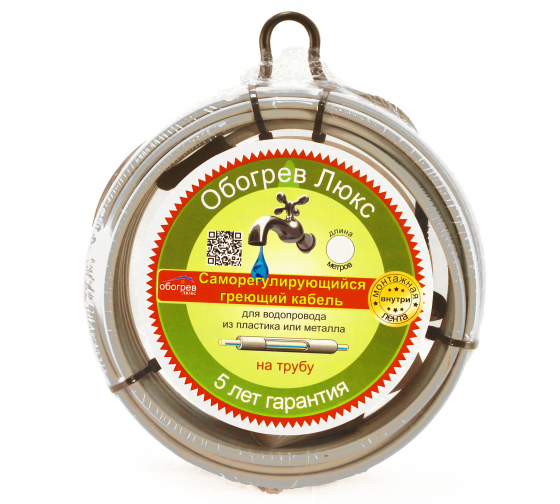 Обогрев Люкс
длина
метров
обогрев
люкс
Саморегулирующийся
греющий кабель
монтажная
внутри
лента
для водопровода
из пластика или металла
на трубу
5 лет гарантия